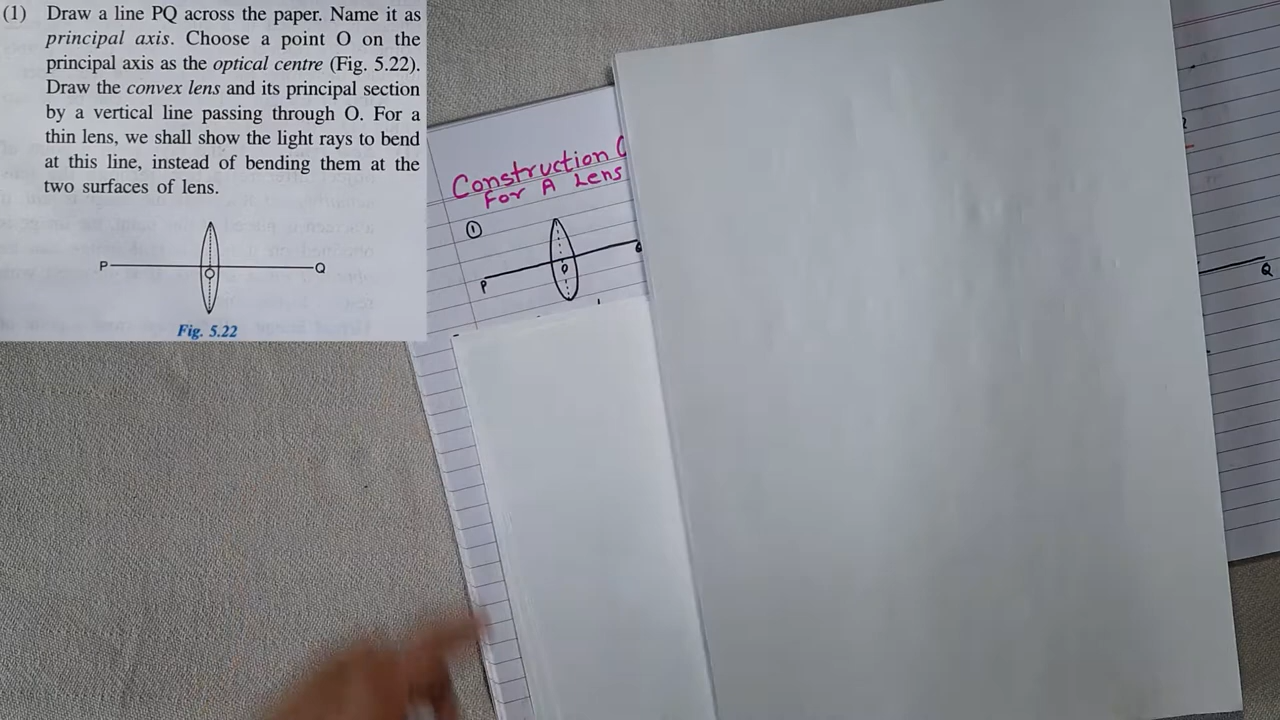 (1) Draw a line PQ across the paper. Name it as
principal axis. Choose a point O on the
principal axis as the optical centre (Fig. 5.22).
Draw the convex lens and its principal section
by a vertical line passing through O. For a
thin lens, we shall show the light rays to bend
at this line, instead of bending them at the
two surfaces of lens.
P O Q
Fig. 5.22
Construction
For A Lens
1
P O
Q